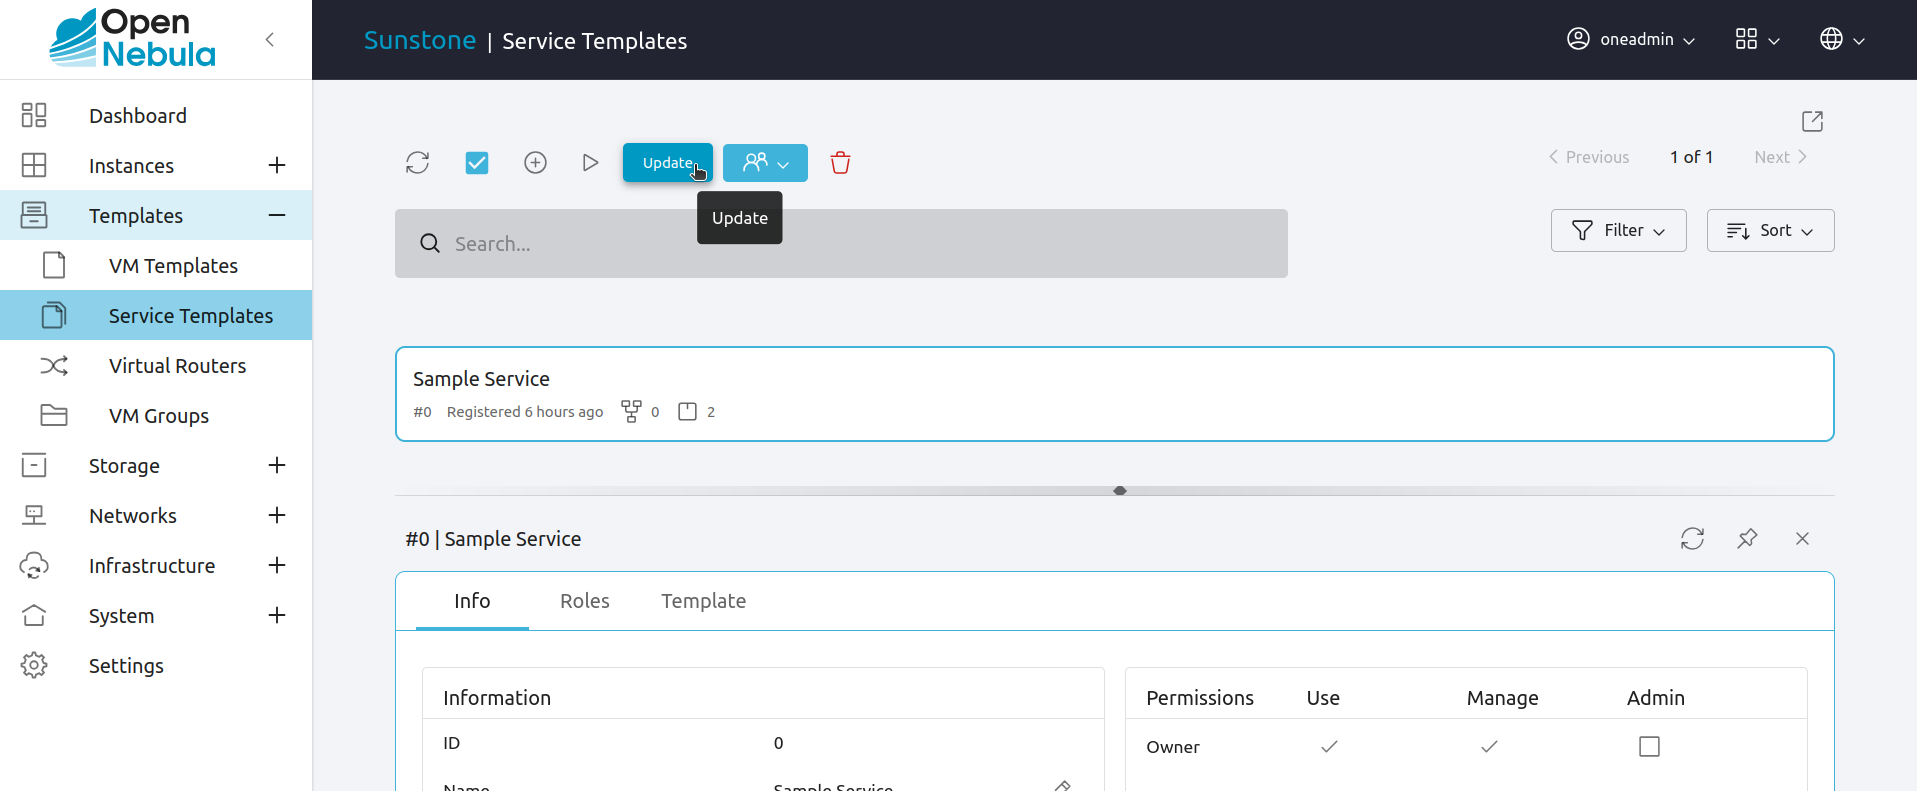 Open
Nebula
Sunstone | Service Templates
oneadmin
Dashboard
Instances
Templates
VM Templates
Service Templates
Virtual Routers
VM Groups
Storage
Networks
Infrastructure
System
Settings
Update
Previous 1 of 1 Next
Update
Search...
Filter
Sort
Sample Service
#0 Registered 6 hours ago 0 2
#0 | Sample Service
Info Roles Template
Information
ID 0
Name Sample Service
Permissions Use Manage Admin
Owner